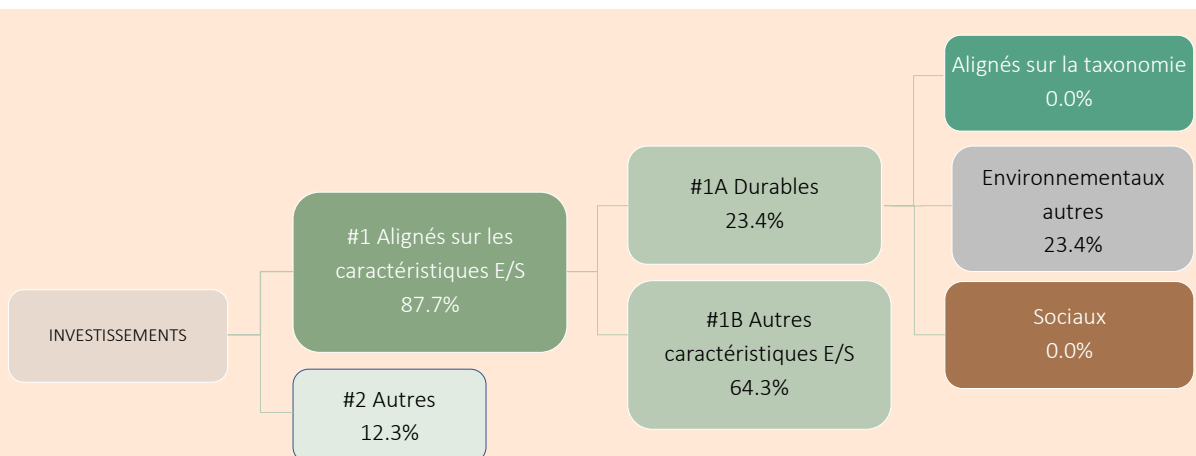 INVESTISSEMENTS
#1 Alignés sur les
caractéristiques E/S
87.7%
#2 Autres
12.3%
#1A Durables
23.4%
#1B Autres
caractéristiques E/S
64.3%
Alignés sur la taxonomie
0.0%
Environnementaux
autres
23.4%
Sociaux
0.0%